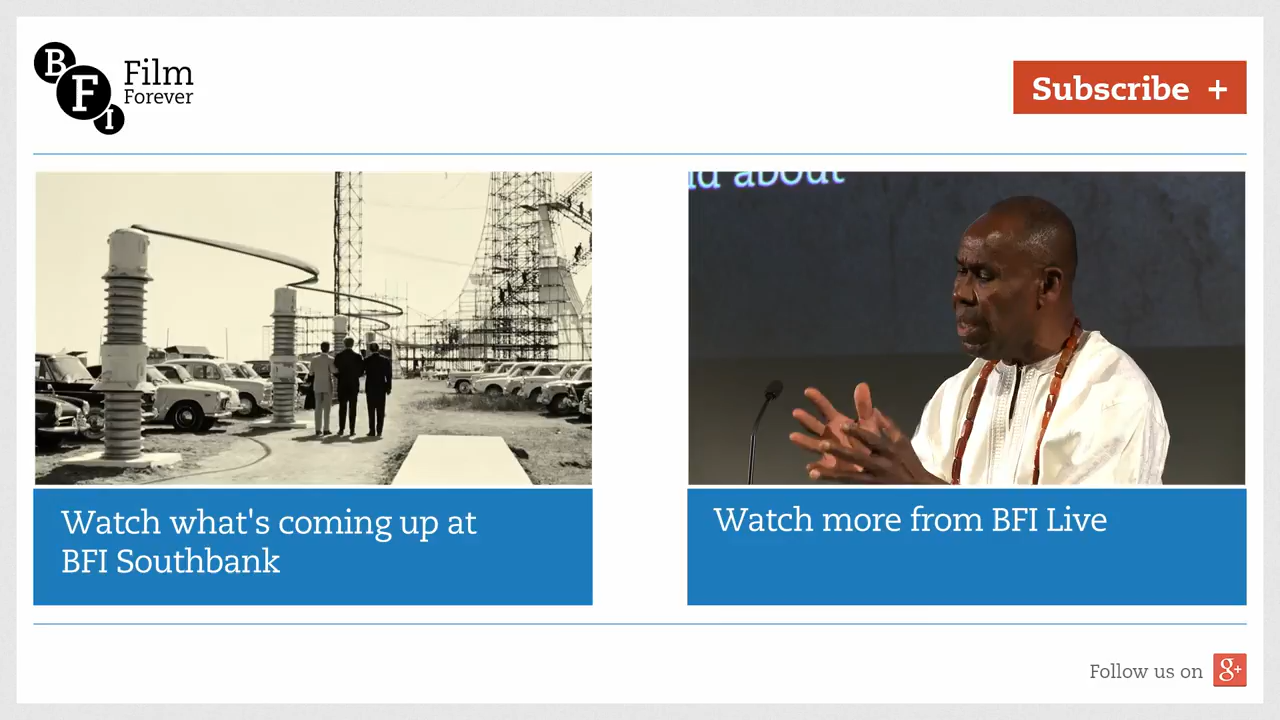 BFI
Film
Forever
Subscribe +
d about
Watch what's coming up at
BFI Southbank
Watch more from BFI Live
Follow us on
g+